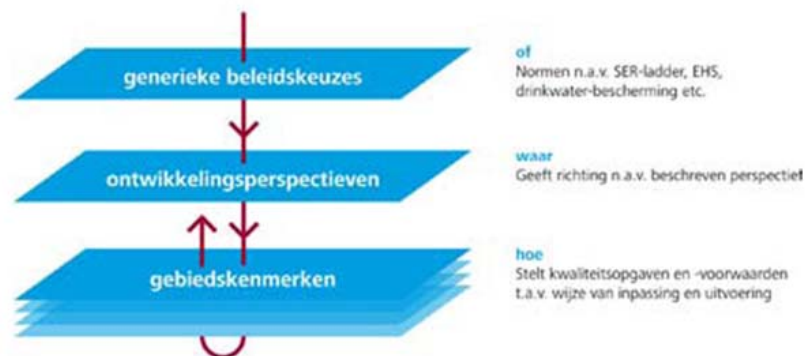 generieke beleidskeuzes
of
Normen n.a.v. SER-ladder, EHS,
drinkwater-bescherming etc.
ontwikkelingsperspectieven
waar
Geeft richting n.a.v. beschreven perspectief
gebiedskenmerken
hoe
Stelt kwaliteitsopgaven en -voorwaarden
t.a.v. wijze van inpassing en uitvoering